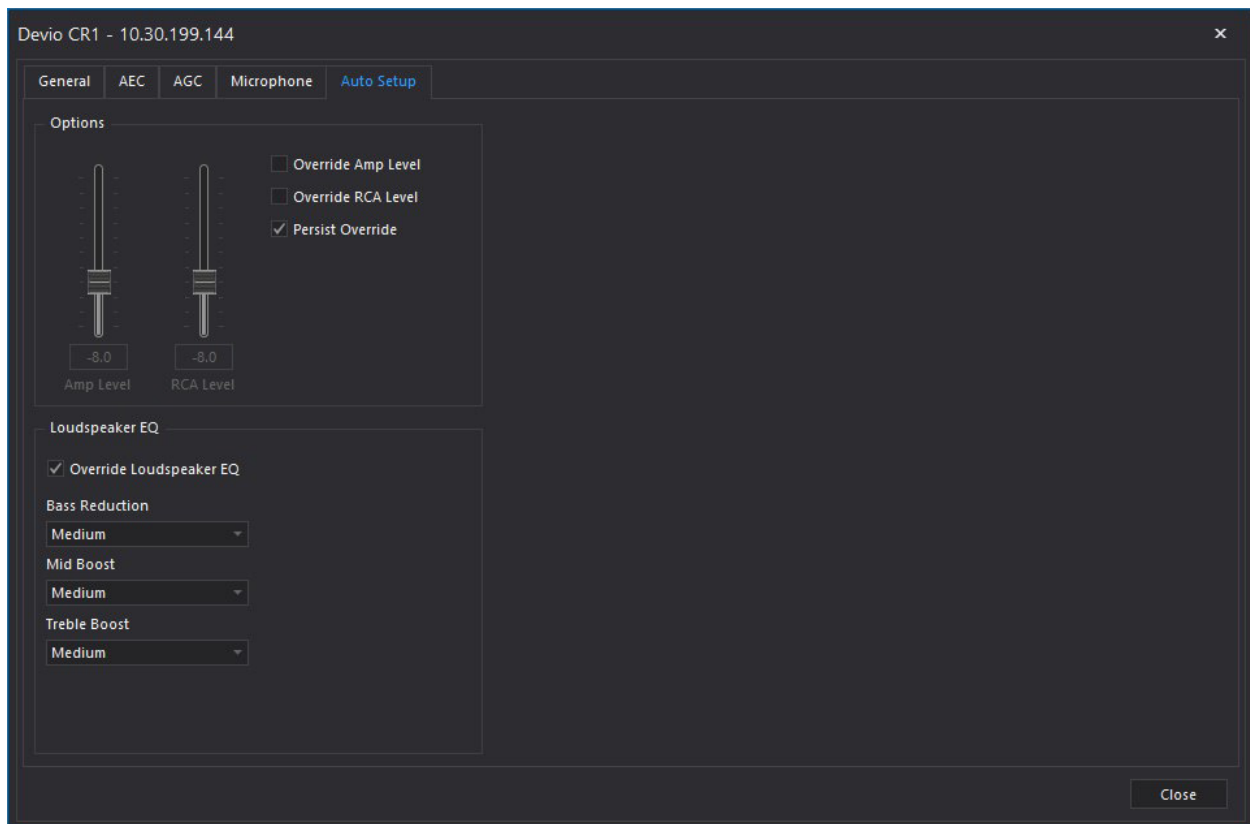 Devio CR1 - 10.30.199.144
General AEC AGC Microphone Auto Setup
Options
Override Amp Level
Override RCA Level
Persist Override
-8.0 -8.0
Amp Level RCA Level
Loudspeaker EQ
Override Loudspeaker EQ
Bass Reduction
Medium
Mid Boost
Medium
Treble Boost
Medium
Close